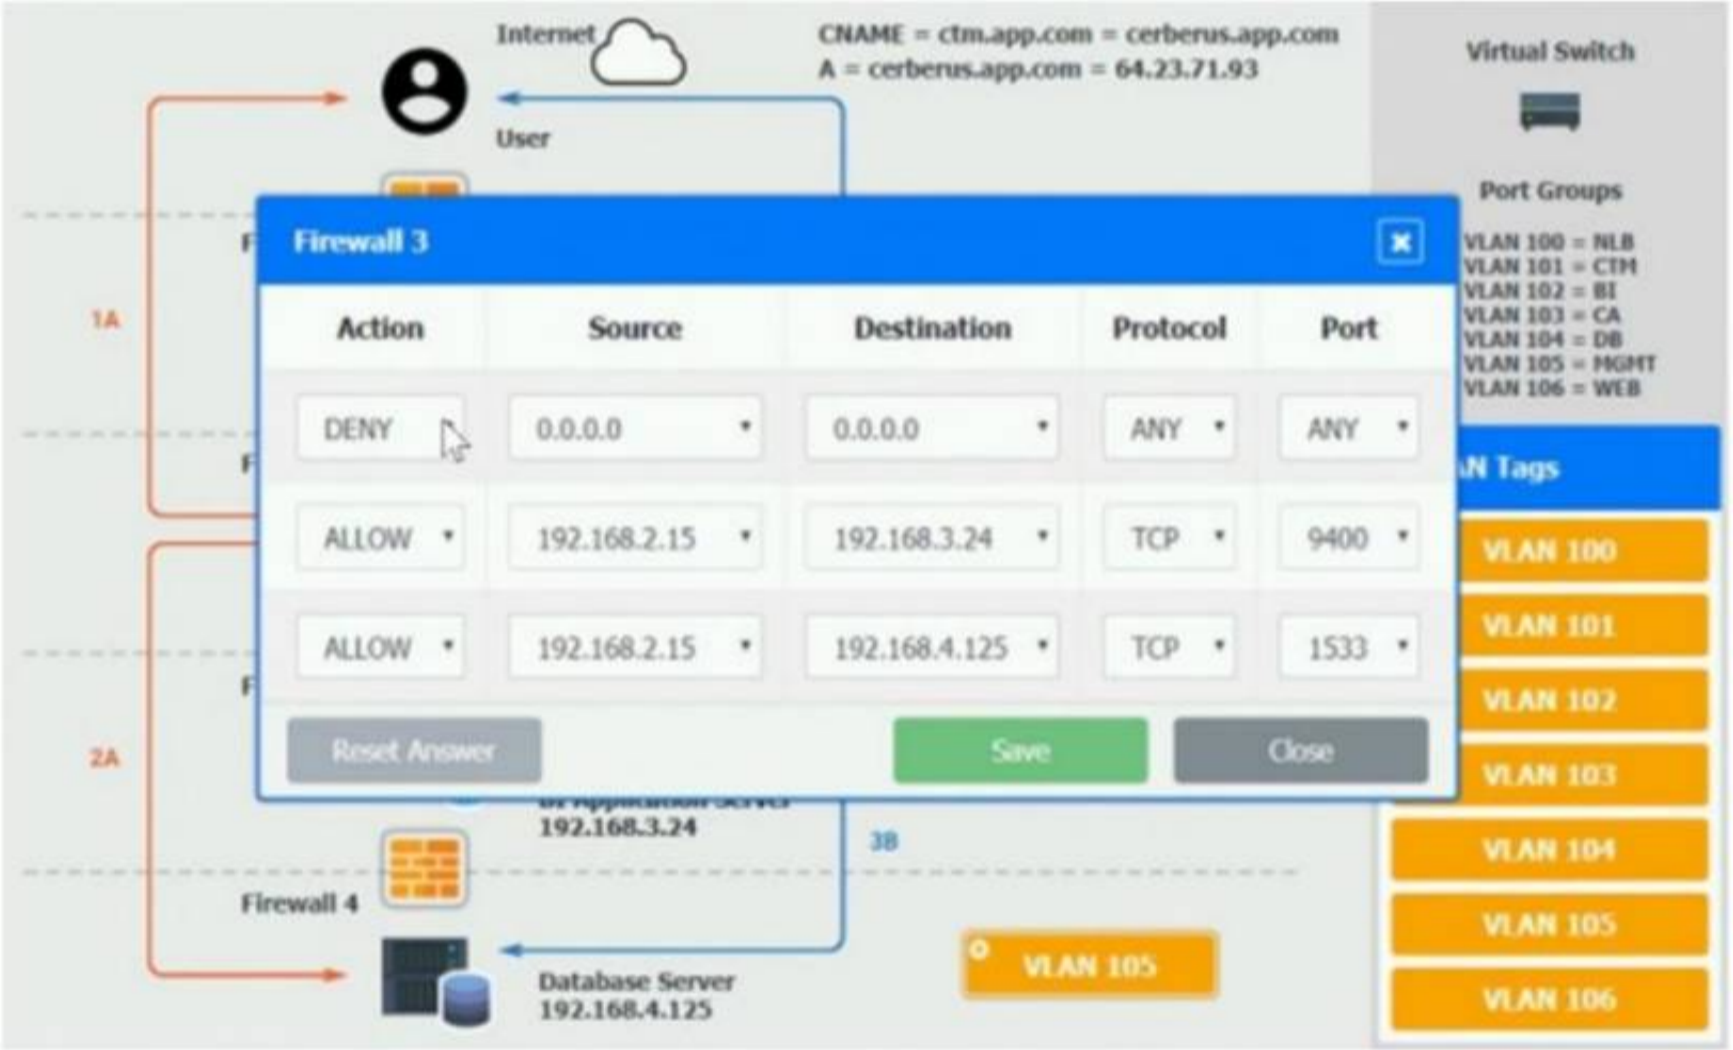 Internet
CNAME = ctm.app.com = cerberus.app.com
A = cerberus.app.com = 64.23.71.93
User
Virtual Switch
Port Groups
VLAN 100 = NLB
VLAN 101 = CTM
VLAN 102 = BI
VLAN 103 = CA
VLAN 104 = DB
VLAN 105 = MGMT
VLAN 106 = WEB
F
1A
F
F
2A
Firewall 3
Action Source Destination Protocol Port
DENY 0.0.0.0 0.0.0.0 ANY ANY
ALLOW 192.168.2.15 192.168.3.24 TCP 9400
ALLOW 192.168.2.15 192.168.4.125 TCP 1533
Reset Answer Save Close
BI Application Server
192.168.3.24
3B
Firewall 4
Database Server
192.168.4.125
VLAN 105
Tags
VLAN 100
VLAN 101
VLAN 102
VLAN 103
VLAN 104
VLAN 105
VLAN 106